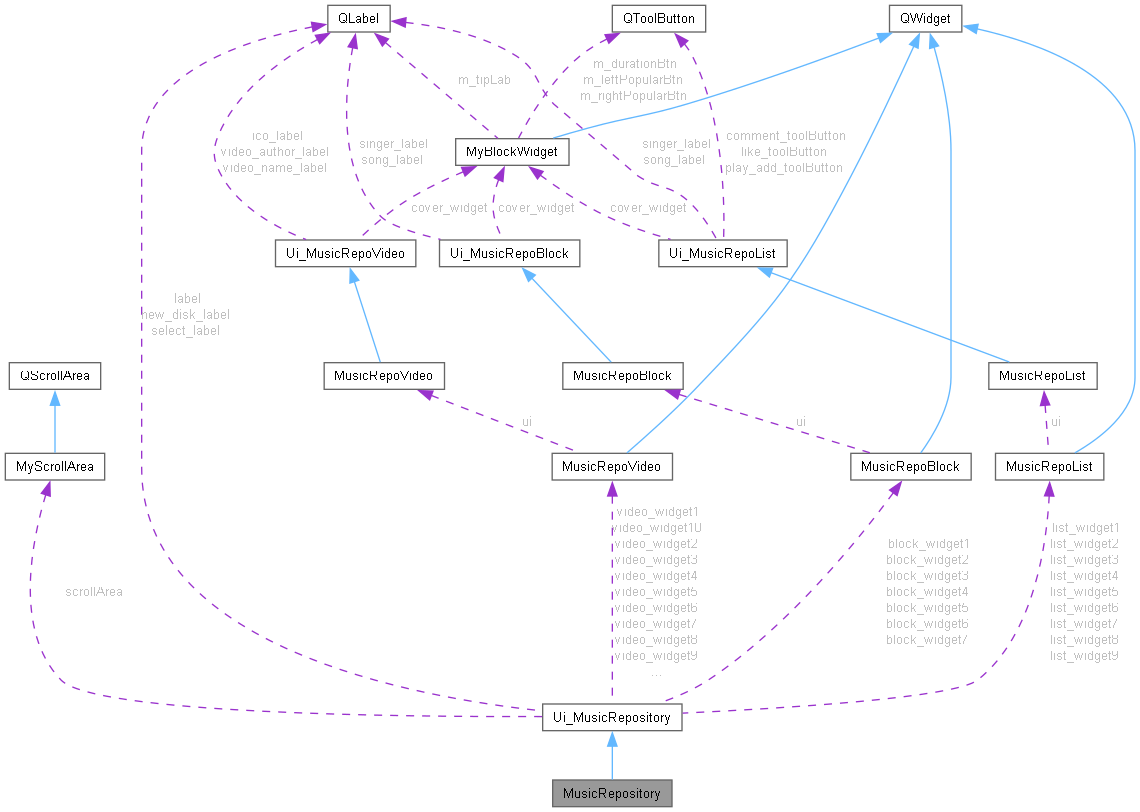 QLabel
QToolButton
QWidget
m_tipLab
m_durationBtn
m_leftPopularBtn
m_rightPopularBtn
ico_label
video_author_label
video_name_label
singer_label
song_label
MyBlockWidget
singer_label
song_label
comment_toolButton
like_toolButton
play_add_toolButton
cover_widget
cover_widget
cover_widget
Ui_MusicRepoVideo
Ui_MusicRepoBlock
Ui_MusicRepoList
label
new_disk_label
select_label
QScrollArea
MusicRepoVideo
MusicRepoBlock
MusicRepoList
ui
ui
ui
MyScrollArea
MusicRepoVideo
MusicRepoBlock
MusicRepoList
scrollArea
video_widget1
video_widget10
video_widget2
video_widget3
video_widget4
video_widget5
video_widget6
video_widget7
video_widget8
video_widget9
...
block_widget1
block_widget2
block_widget3
block_widget4
block_widget5
block_widget6
block_widget7
list_widget1
list_widget2
list_widget3
list_widget4
list_widget5
list_widget6
list_widget7
list_widget8
list_widget9
Ui_MusicRepository
MusicRepository